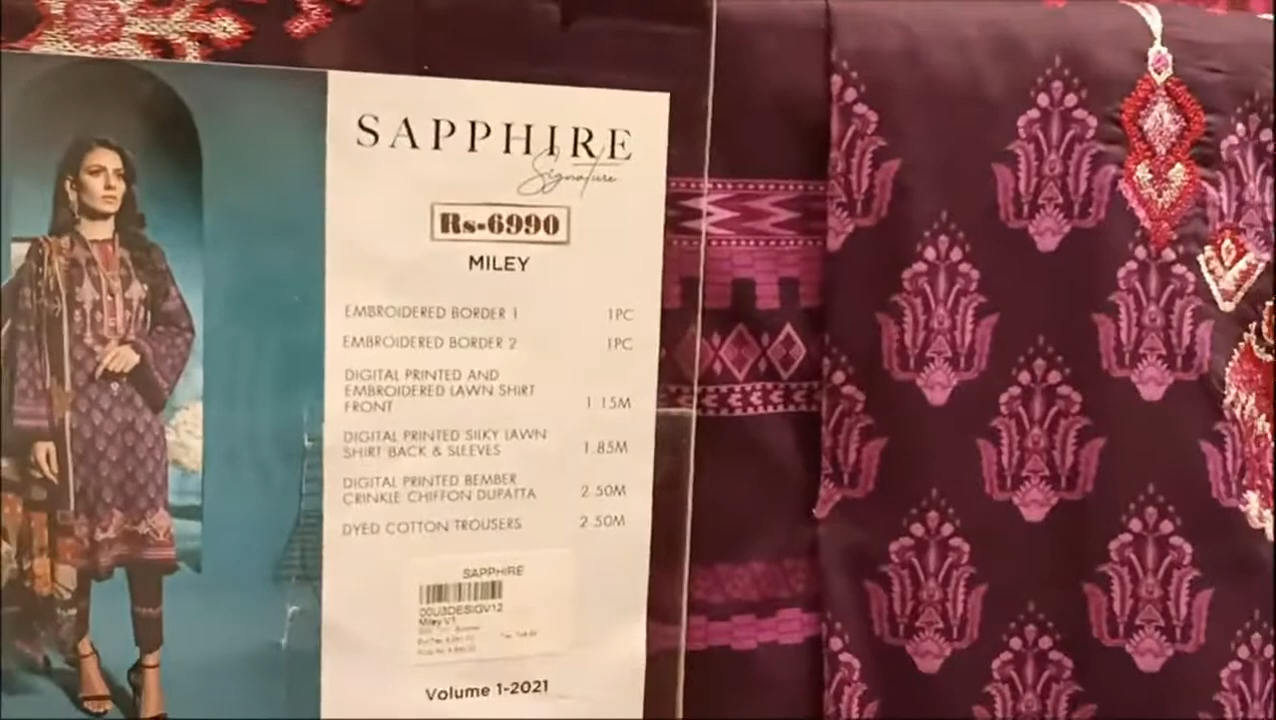 SAPPHIRE
Signature
Rs-6990
MILEY
EMBROIDERED BORDER 1 1PC
EMBROIDERED BORDER 2 1PC
DIGITAL PRINTED AND
EMBROIDERED LAWN SHIRT
FRONT 1.15M
DIGITAL PRINTED SILKY LAWN
SHIRT BACK & SLEEVES 1.85M
DIGITAL PRINTED BEMBER
CRINKLE CHIFFON DUPATTA 2.50M
DYED COTTON TROUSERS 2.50M
SAPPHIRE
00U3DESIGV12
Miley V1
Volume 1-2021